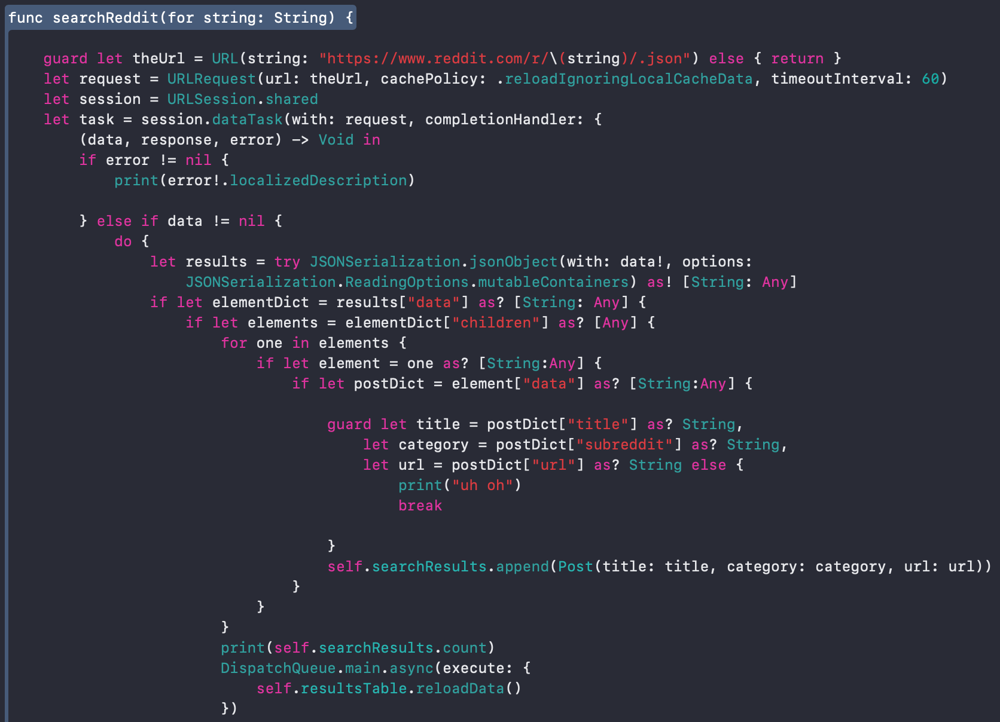 func searchReddit(for string: String) {
guard let theUrl = URL(string: "https://www.reddit.com/r/\(string)/.json") else { return }
let request = URLRequest(url: theUrl, cachePolicy: .reloadIgnoringLocalCacheData, timeoutInterval: 60)
let session = URLSession.shared
let task = session.dataTask(with: request, completionHandler: {
(data, response, error) -> Void in
if error != nil {
print(error!.localizedDescription)
} else if data != nil {
do {
let results = try JSONSerialization.jsonObject(with: data!, options:
JSONSerialization.ReadingOptions.mutableContainers) as! [String: Any]
if let elementDict = results["data"] as? [String: Any] {
if let elements = elementDict["children"] as? [Any] {
for one in elements {
if let element = one as? [String:Any] {
if let postDict = element["data"] as? [String:Any] {
guard let title = postDict["title"] as? String,
let category = postDict["subreddit"] as? String,
let url = postDict["url"] as? String else {
print("uh oh")
break
}
self.searchResults.append(Post(title: title, category: category, url: url))
}
}
}
print(self.searchResults.count)
DispatchQueue.main.async(execute: {
self.resultsTable.reloadData()
})